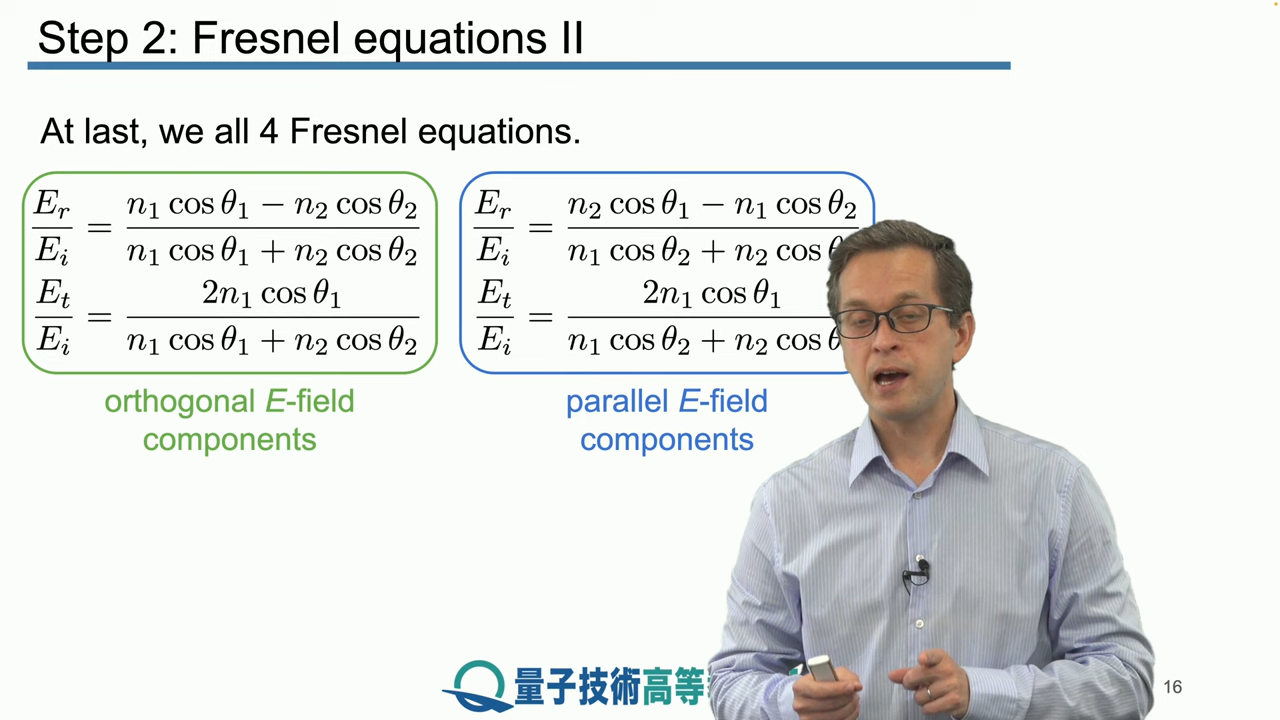 Step 2: Fresnel equations II
At last, we all 4 Fresnel equations.
E_r/E_i = (n_1 cos θ_1 − n_2 cos θ_2)/(n_1 cos θ_1 + n_2 cos θ_2)
E_t/E_i = 2n_1 cos θ_1/(n_1 cos θ_1 + n_2 cos θ_2)
orthogonal E-field
components
E_r/E_i = (n_2 cos θ_1 − n_1 cos θ_2)/(n_1 cos θ_2 + n_2 cos
E_t/E_i = 2n_1 cos θ_1/(n_1 cos θ_2 + n_2 cos
parallel E-field
components
量子技術高等
16